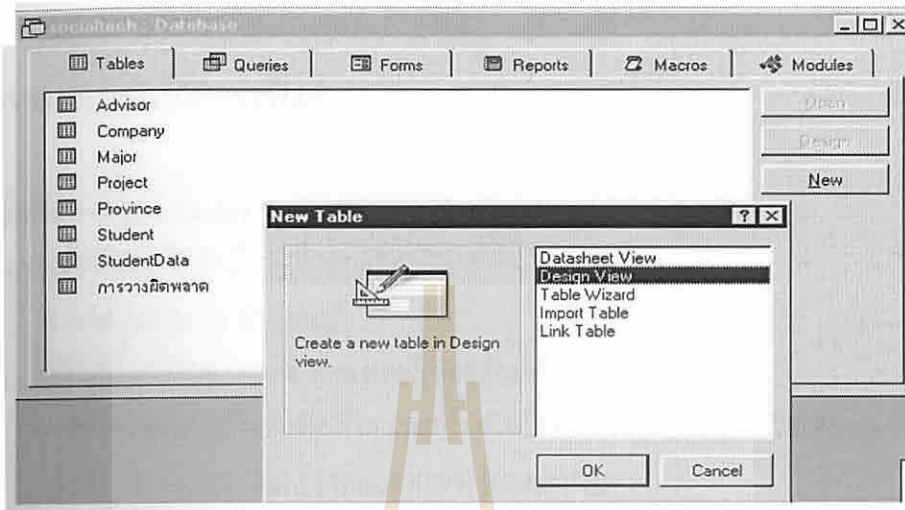 socialtech : Database
Tables Queries Forms Reports Macros Modules
Advisor
Company
Major
Project
Province
Student
StudentData
การวางผิดพลาด
Open
Design
New
New Table
Create a new table in Design
view.
Datasheet View
Design View
Table Wizard
Import Table
Link Table
OK Cancel